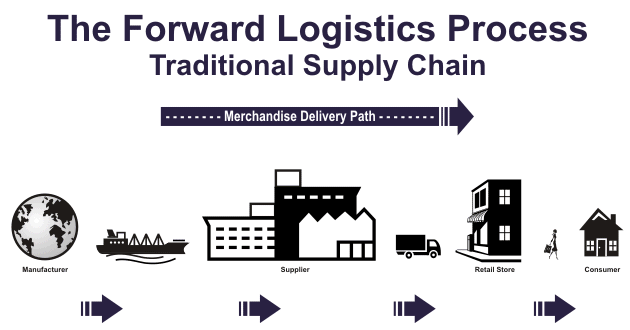 The Forward Logistics Process
Traditional Supply Chain
Merchandise Delivery Path
Manufacturer
Supplier
Retail Store
Consumer